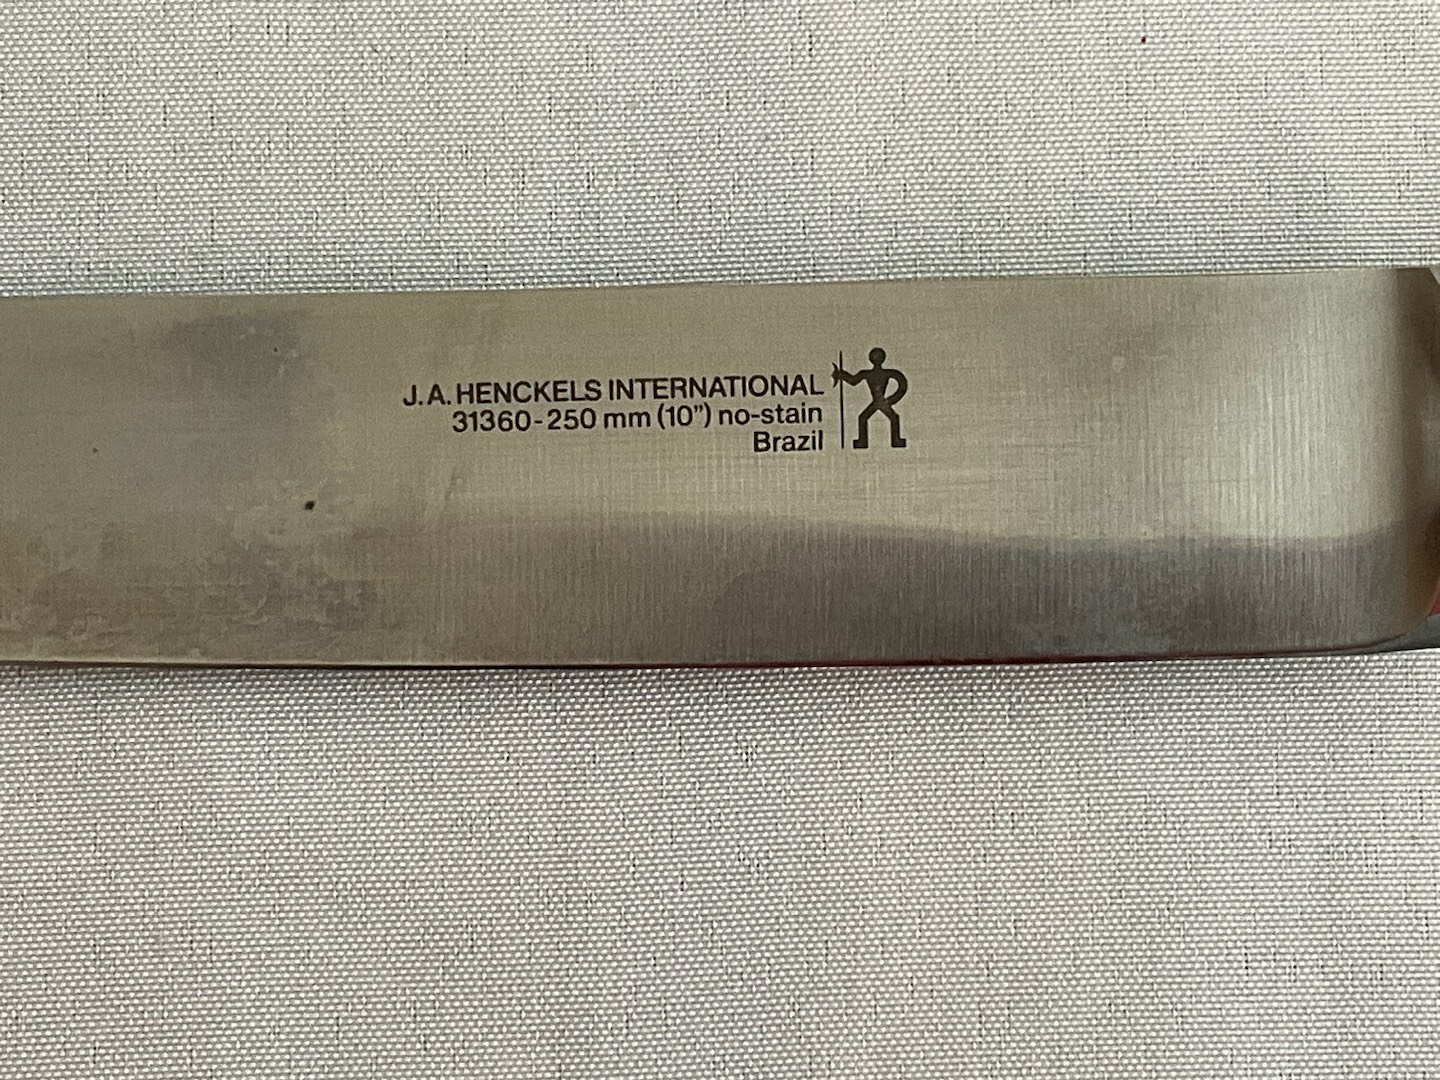 J.A. HENCKELS INTERNATIONAL
31360-250 mm (10”) no-stain
Brazil